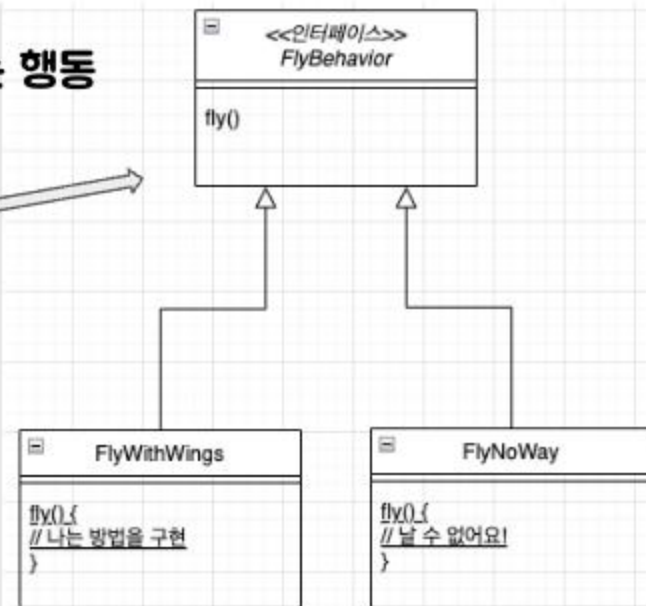 <<인터페이스>>
FlyBehavior
행동
fly()
FlyWithWings
fly() {
// 나는 방법을 구현
}
FlyNoWay
fly() {
// 날 수 없어요!
}